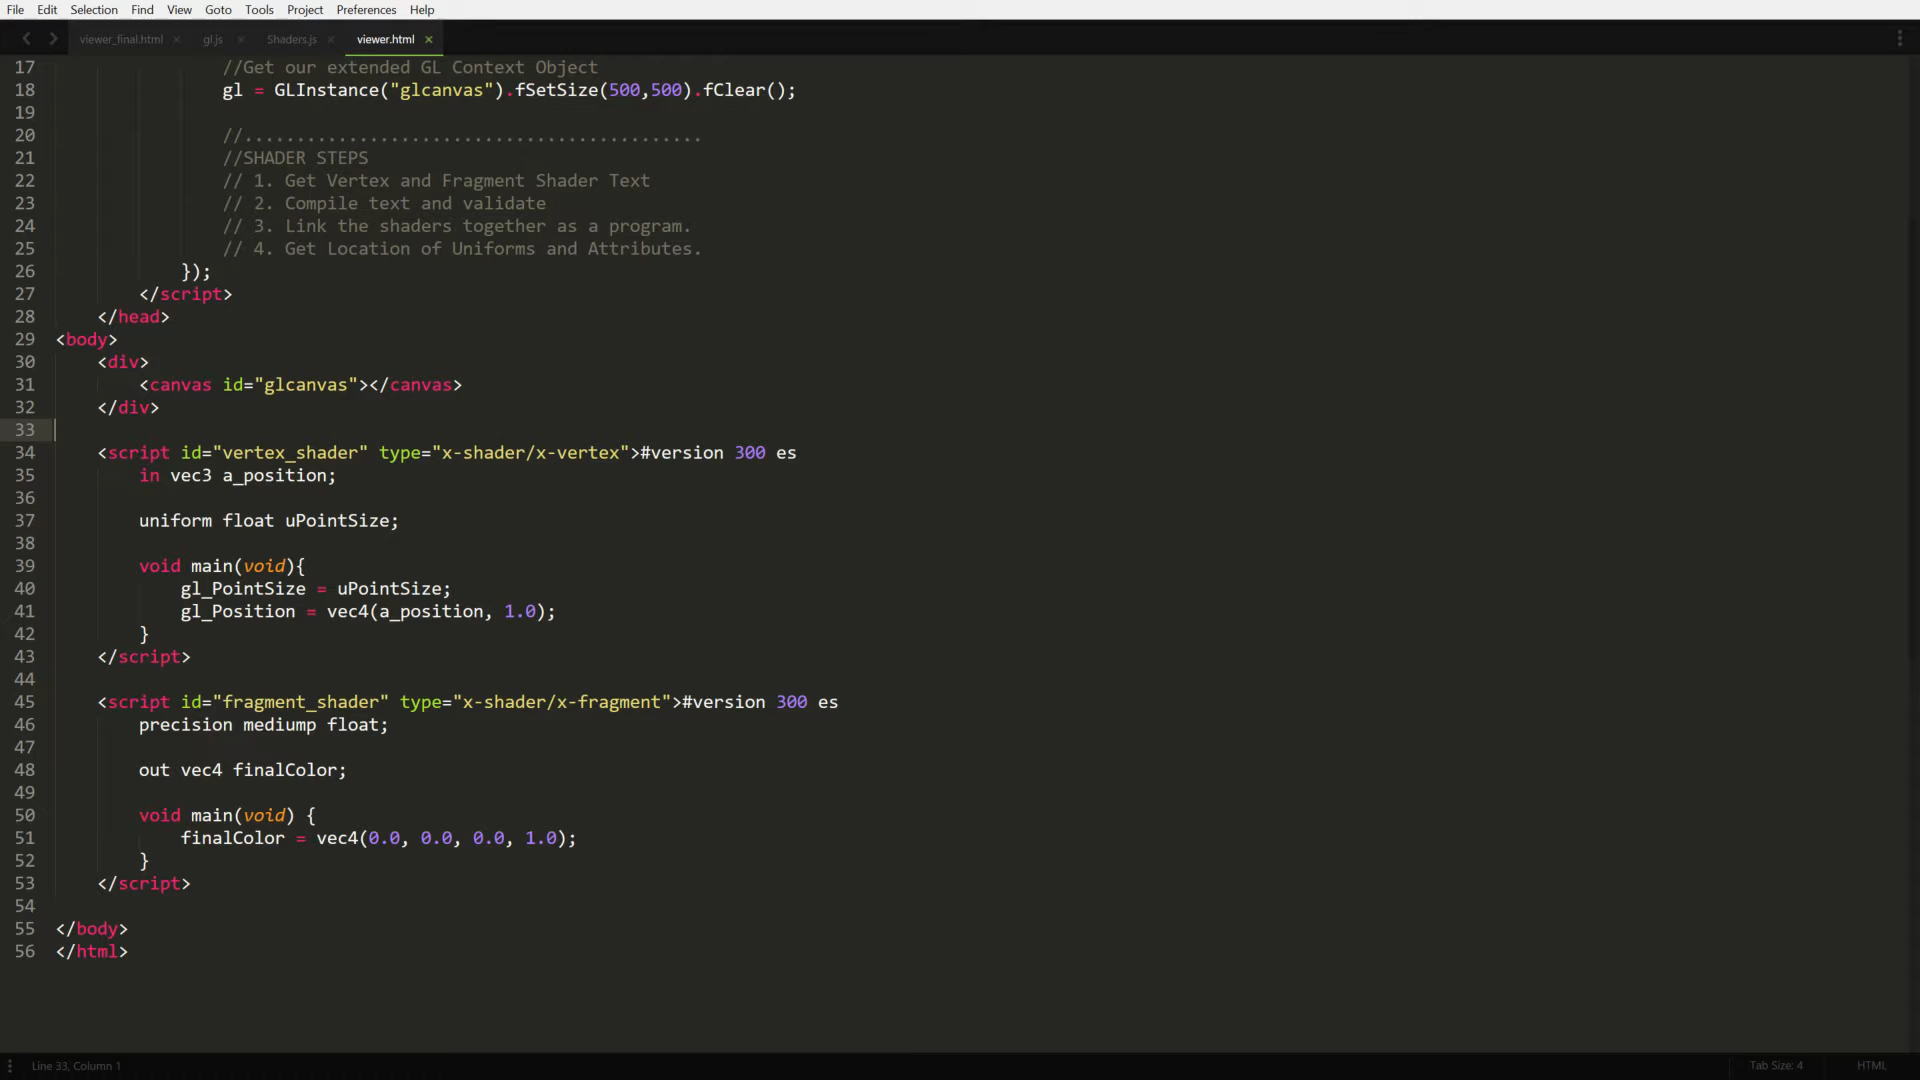 File Edit Selection Find View Goto Tools Project Preferences Help
viewer_final.html × gl.js × Shaders.js × viewer.html ×
17 //Get our extended GL Context Object
18 gl = GLInstance("glcanvas").fSetSize(500,500).fClear();
19
20 //............................................
21 //SHADER STEPS
22 // 1. Get Vertex and Fragment Shader Text
23 // 2. Compile text and validate
24 // 3. Link the shaders together as a program.
25 // 4. Get Location of Uniforms and Attributes.
26 });
27 </script>
28 </head>
29 <body>
30 <div>
31 <canvas id="glcanvas"></canvas>
32 </div>
33
34 <script id="vertex_shader" type="x-shader/x-vertex">#version 300 es
35 in vec3 a_position;
36
37 uniform float uPointSize;
38
39 void main(void){
40 gl_PointSize = uPointSize;
41 gl_Position = vec4(a_position, 1.0);
42 }
43 </script>
44
45 <script id="fragment_shader" type="x-shader/x-fragment">#version 300 es
46 precision mediump float;
47
48 out vec4 finalColor;
49
50 void main(void) {
51 finalColor = vec4(0.0, 0.0, 0.0, 1.0);
52 }
53 </script>
54
55 </body>
56 </html>
Line 33, Column 1 Tab Size: 4 HTML